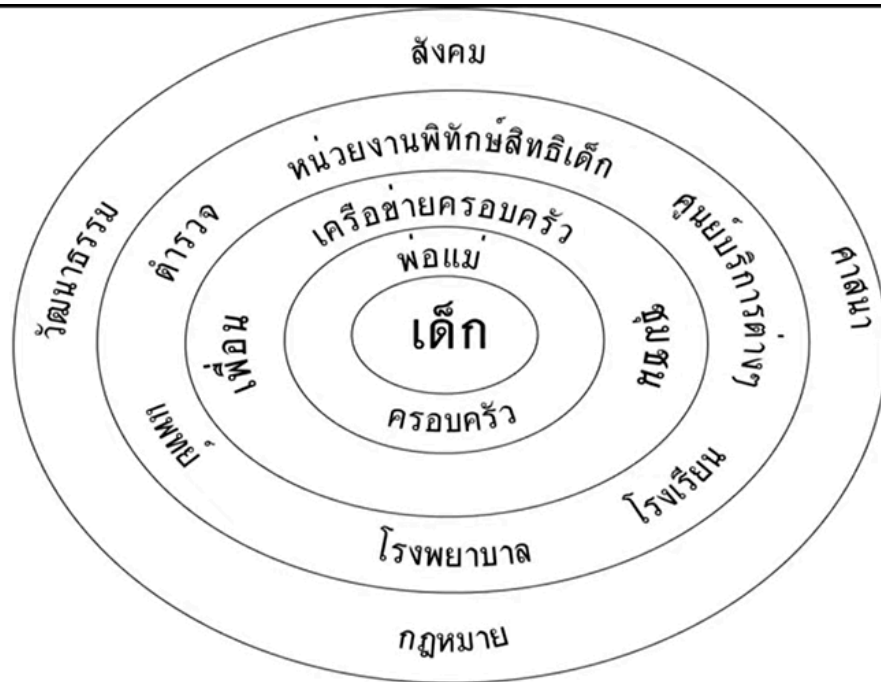 สังคม
หน่วยงานพิทักษ์สิทธิเด็ก
เครือข่ายครอบครัว
ตำรวจ
ศูนย์บริการต่างๆ
วัฒนาธรรม
ศาสนา
พ่อแม่
เด็ก
เพื่อน
ชุมชน
ครอบครัว
แพทย์
โรงเรียน
โรงพยาบาล
กฎหมาย